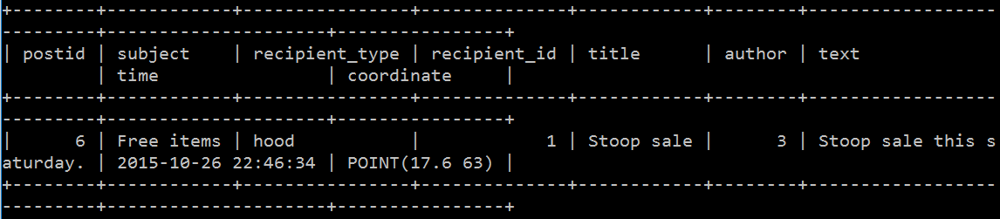 +--------+------------+----------------+--------------+------------+--------+-----------------
---------+---------------------+----------------+
| postid | subject    | recipient_type | recipient_id | title      | author | text
         | time                | coordinate     |
+--------+------------+----------------+--------------+------------+--------+-----------------
---------+---------------------+----------------+
|      6 | Free items | hood           |            1 | Stoop sale |      3 | Stoop sale this s
aturday. | 2015-10-26 22:46:34 | POINT(17.6 63) |
+--------+------------+----------------+--------------+------------+--------+-----------------
---------+---------------------+----------------+